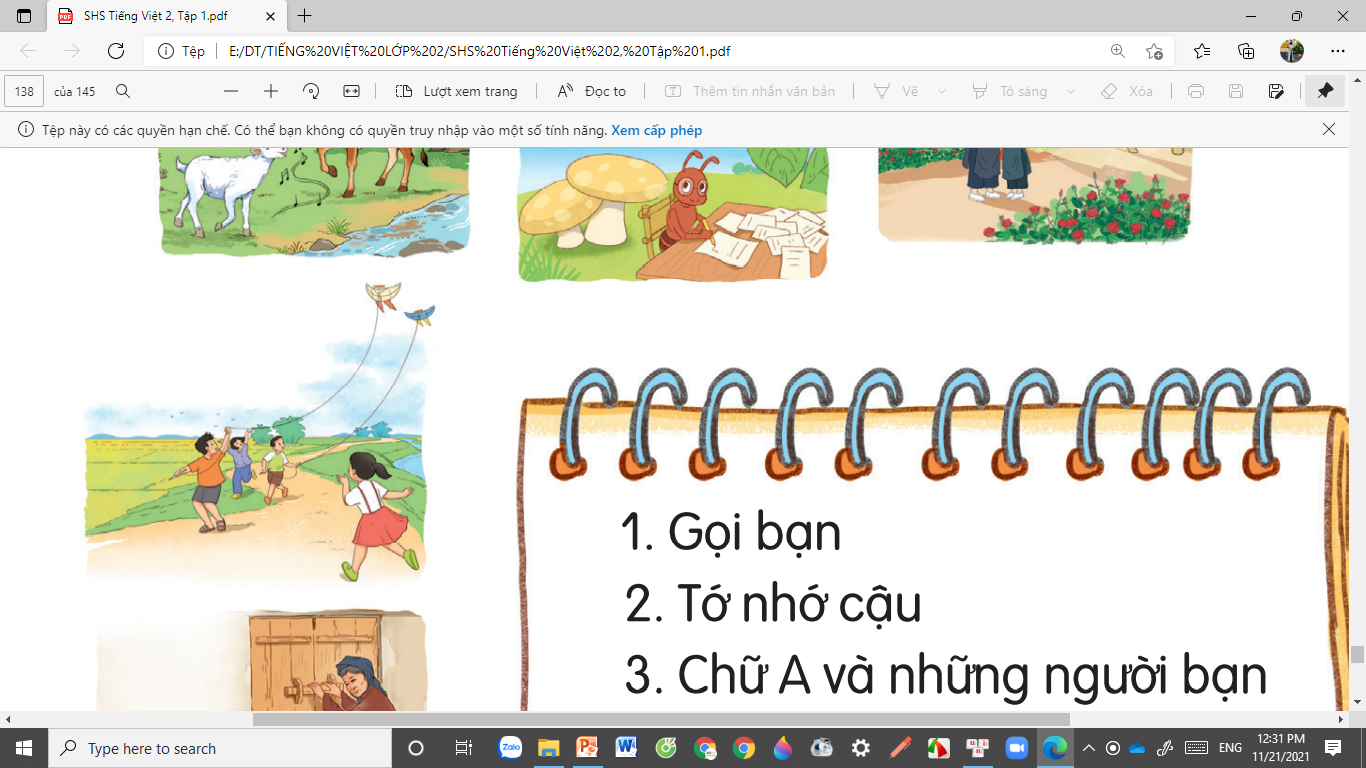 SHS Tiếng Việt 2, Tập 1.pdf
Tệp E:/DT/TIẾNG%20VIỆT%20LỚP%202/SHS%20Tiếng%20Việt%202,%20Tập%201.pdf
138 của 145 Lượt xem trang Đọc to Thêm tin nhắn văn bản Vẽ Tô sáng Xóa
Tệp này có các quyền hạn chế. Có thể bạn không có quyền truy nhập vào một số tính năng. Xem cấp phép
1. Gọi bạn
2. Tớ nhớ cậu
3. Chữ A và những người bạn
Type here to search Zalo ENG 12:31 PM
11/21/2021